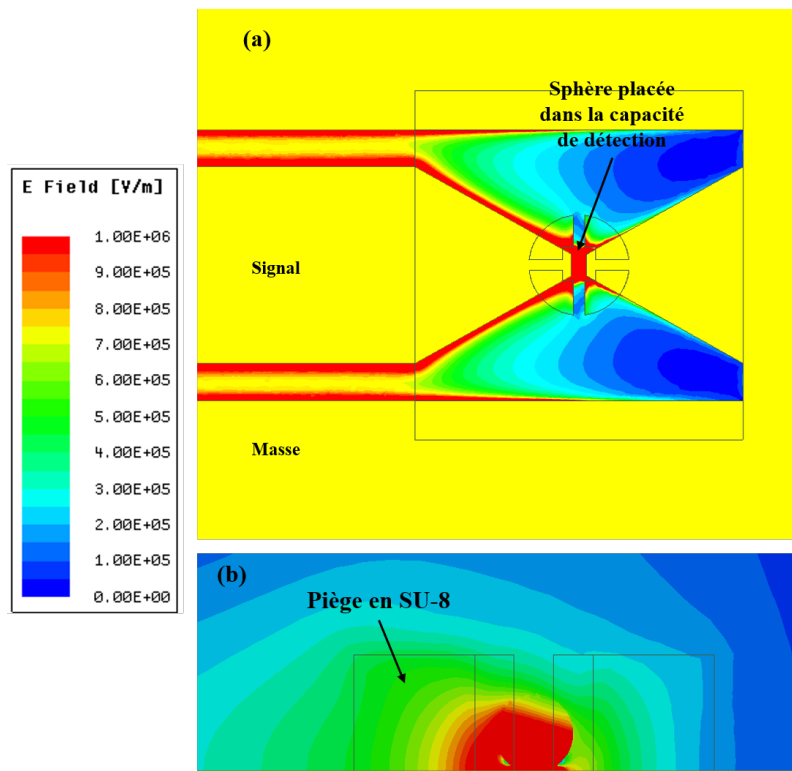 (a)
Sphère placée
dans la capacité
de détection
E Field [V/m]
1.00E+06
9.00E+05
8.00E+05
7.00E+05
6.00E+05
5.00E+05
4.00E+05
3.00E+05
2.00E+05
1.00E+05
0.00E+00
Signal
Masse
(b)
Piège en SU-8